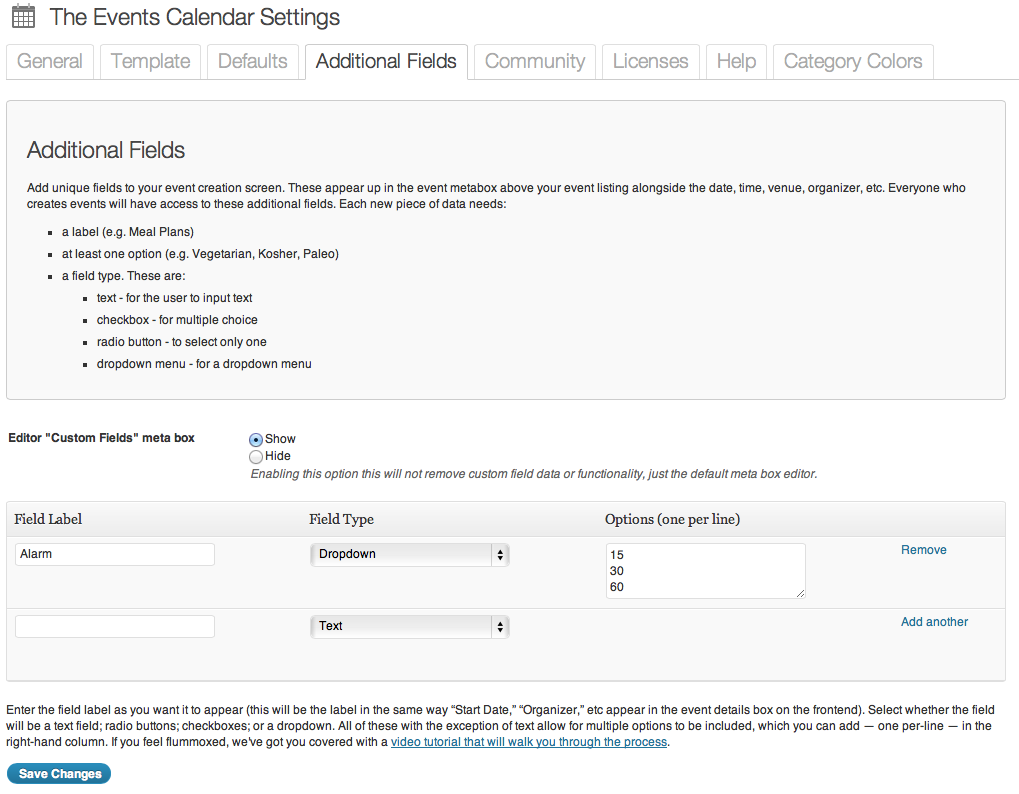 The Events Calendar Settings
General Template Defaults Additional Fields Community Licenses Help Category Colors
Additional Fields
Add unique fields to your event creation screen. These appear up in the event metabox above your event listing alongside the date, time, venue, organizer, etc. Everyone who
creates events will have access to these additional fields. Each new piece of data needs:
a label (e.g. Meal Plans)
at least one option (e.g. Vegetarian, Kosher, Paleo)
a field type. These are:
text - for the user to input text
checkbox - for multiple choice
radio button - to select only one
dropdown menu - for a dropdown menu
Editor "Custom Fields" meta box
Show
Hide
Enabling this option this will not remove custom field data or functionality, just the default meta box editor.
Field Label Field Type Options (one per line)
Alarm Dropdown 15 Remove
30
60
Text Add another
Enter the field label as you want it to appear (this will be the label in the same way “Start Date,” “Organizer,” etc appear in the event details box on the frontend). Select whether the field
will be a text field; radio buttons; checkboxes; or a dropdown. All of these with the exception of text allow for multiple options to be included, which you can add — one per-line — in the
right-hand column. If you feel flummoxed, we've got you covered with a video tutorial that will walk you through the process.
Save Changes